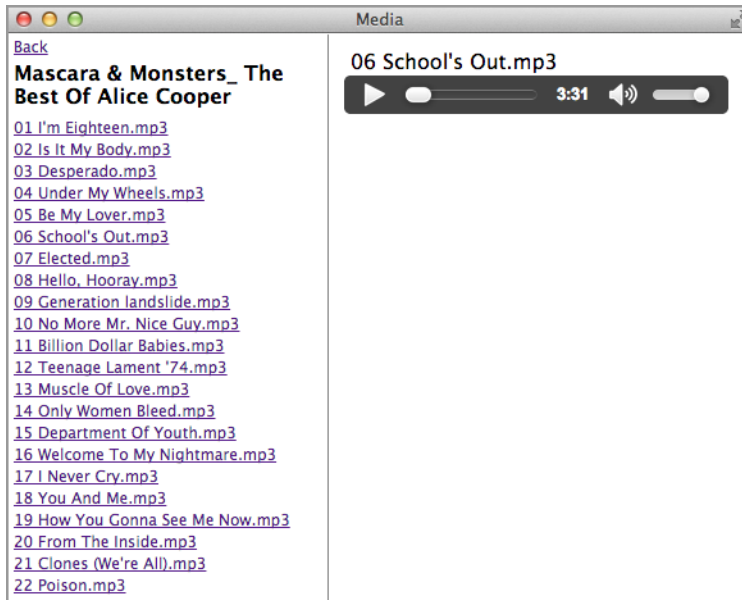 Media
Back
Mascara & Monsters_ The
Best Of Alice Cooper
01 I'm Eighteen.mp3
02 Is It My Body.mp3
03 Desperado.mp3
04 Under My Wheels.mp3
05 Be My Lover.mp3
06 School's Out.mp3
07 Elected.mp3
08 Hello, Hooray.mp3
09 Generation landslide.mp3
10 No More Mr. Nice Guy.mp3
11 Billion Dollar Babies.mp3
12 Teenage Lament '74.mp3
13 Muscle Of Love.mp3
14 Only Women Bleed.mp3
15 Department Of Youth.mp3
16 Welcome To My Nightmare.mp3
17 I Never Cry.mp3
18 You And Me.mp3
19 How You Gonna See Me Now.mp3
20 From The Inside.mp3
21 Clones (We're All).mp3
22 Poison.mp3
06 School's Out.mp3
3:31